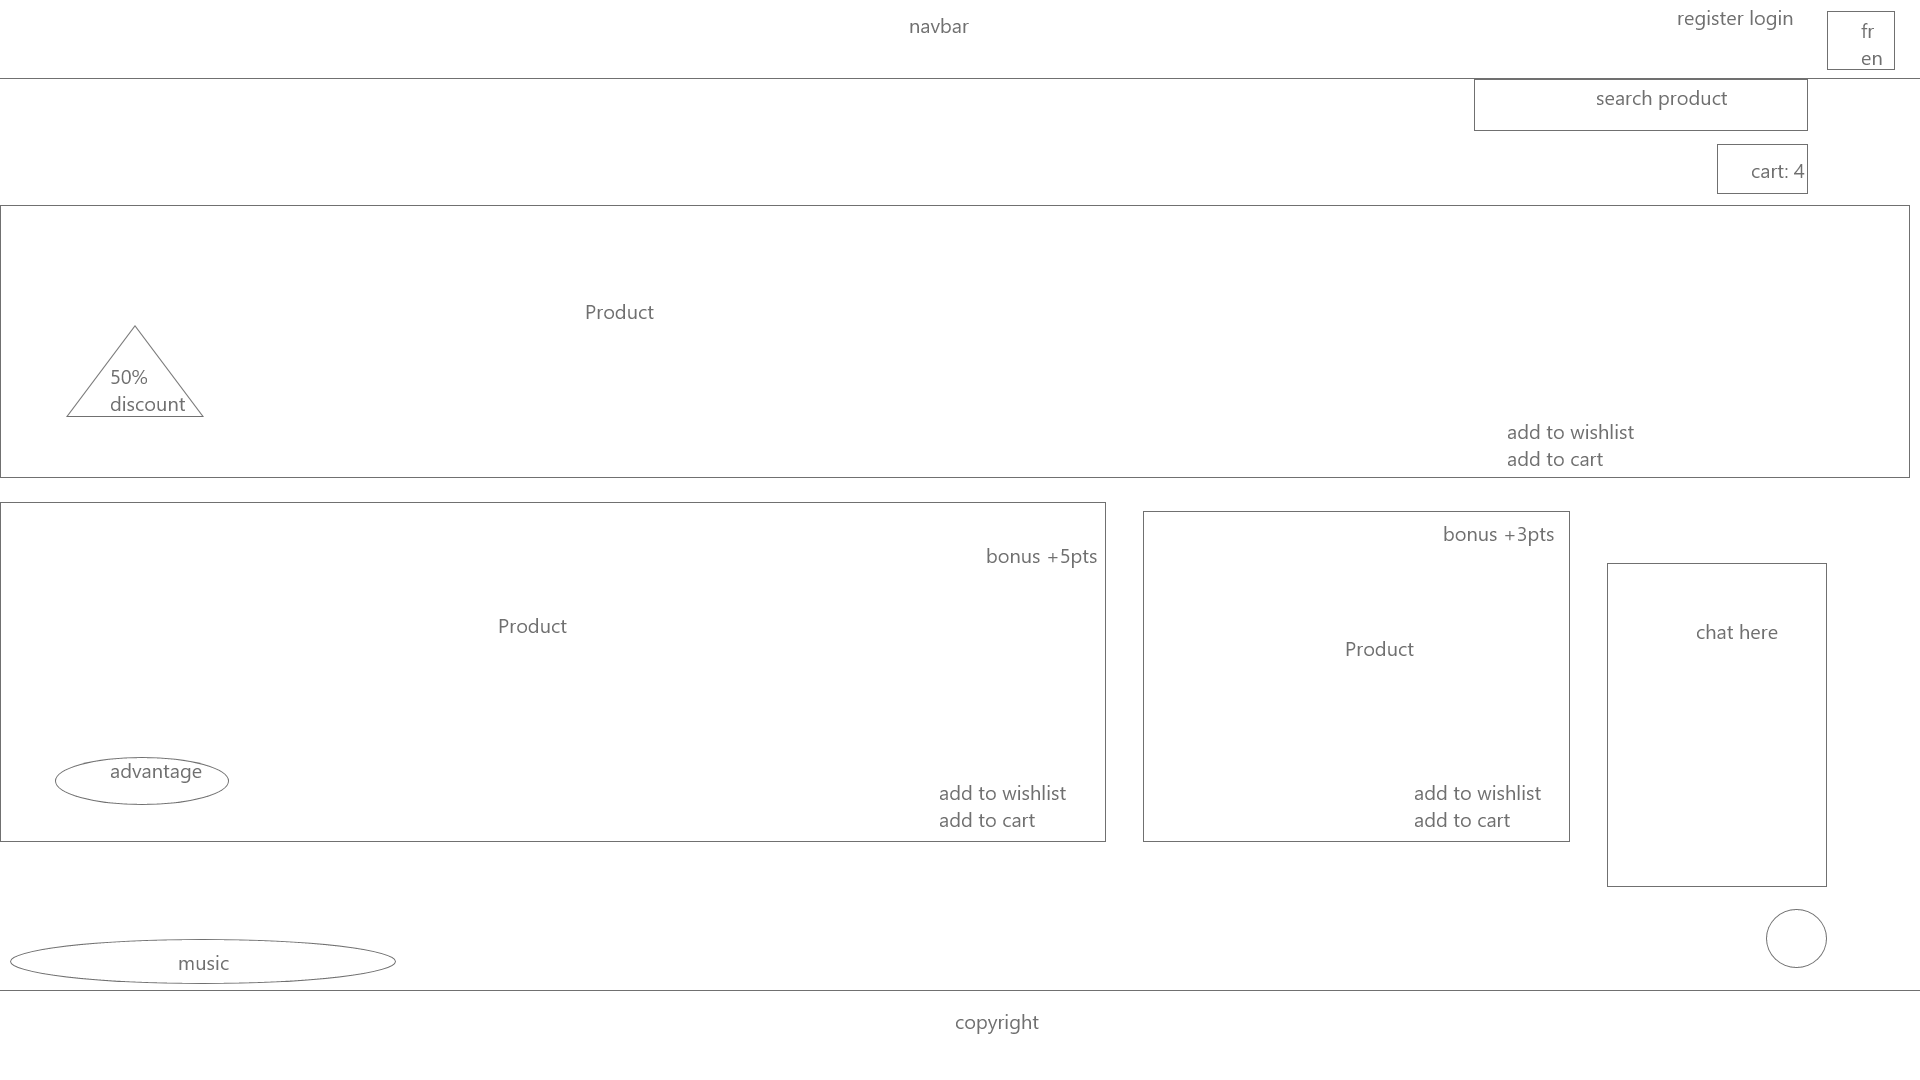 navbar
register login
fr
en
search product
cart: 4
Product
50%
discount
add to wishlist
add to cart
bonus +5pts
Product
advantage
add to wishlist
add to cart
bonus +3pts
Product
add to wishlist
add to cart
chat here
music
copyright